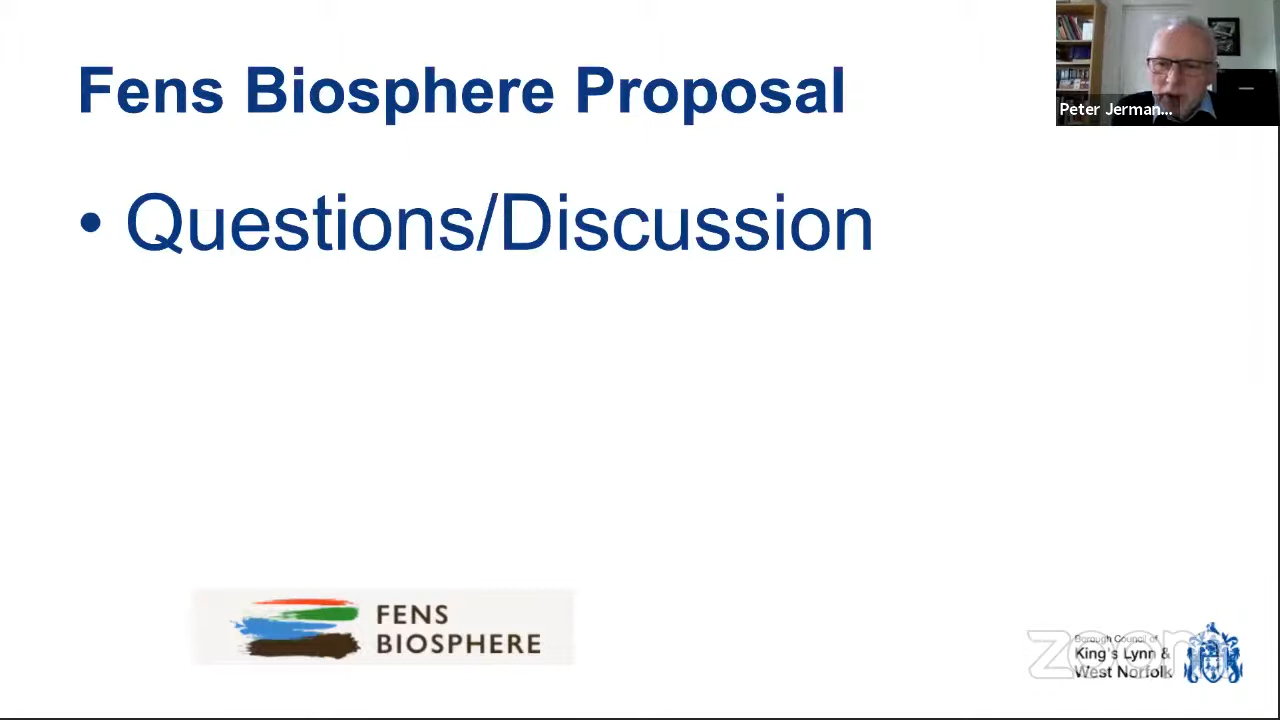 Fens Biosphere Proposal
Peter Jerman...
• Questions/Discussion
FENS
BIOSPHERE
zoom
Borough Council of
King's Lynn &
West Norfolk